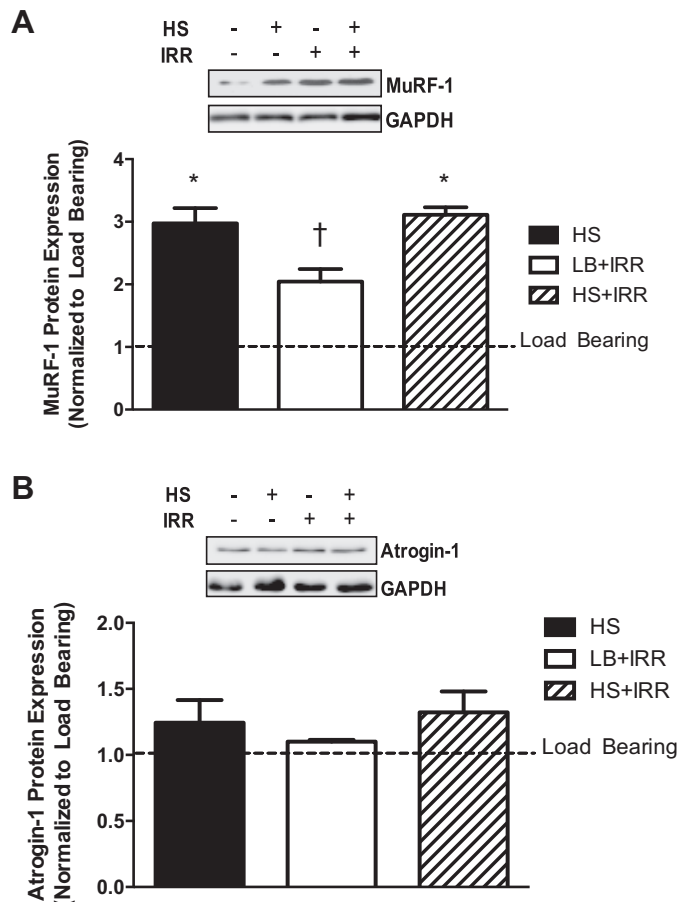 A
HS - + - +
IRR - - + +
MuRF-1
GAPDH
MuRF-1 Protein Expression
(Normalized to Load Bearing)
4
3
2
1
0
*
†
*
HS
LB+IRR
HS+IRR
Load Bearing
B
HS - + - +
IRR - - + +
Atrogin-1
GAPDH
Atrogin-1 Protein Expression
(Normalized to Load Bearing)
2.0
1.5
1.0
0.5
0.0
HS
LB+IRR
HS+IRR
Load Bearing